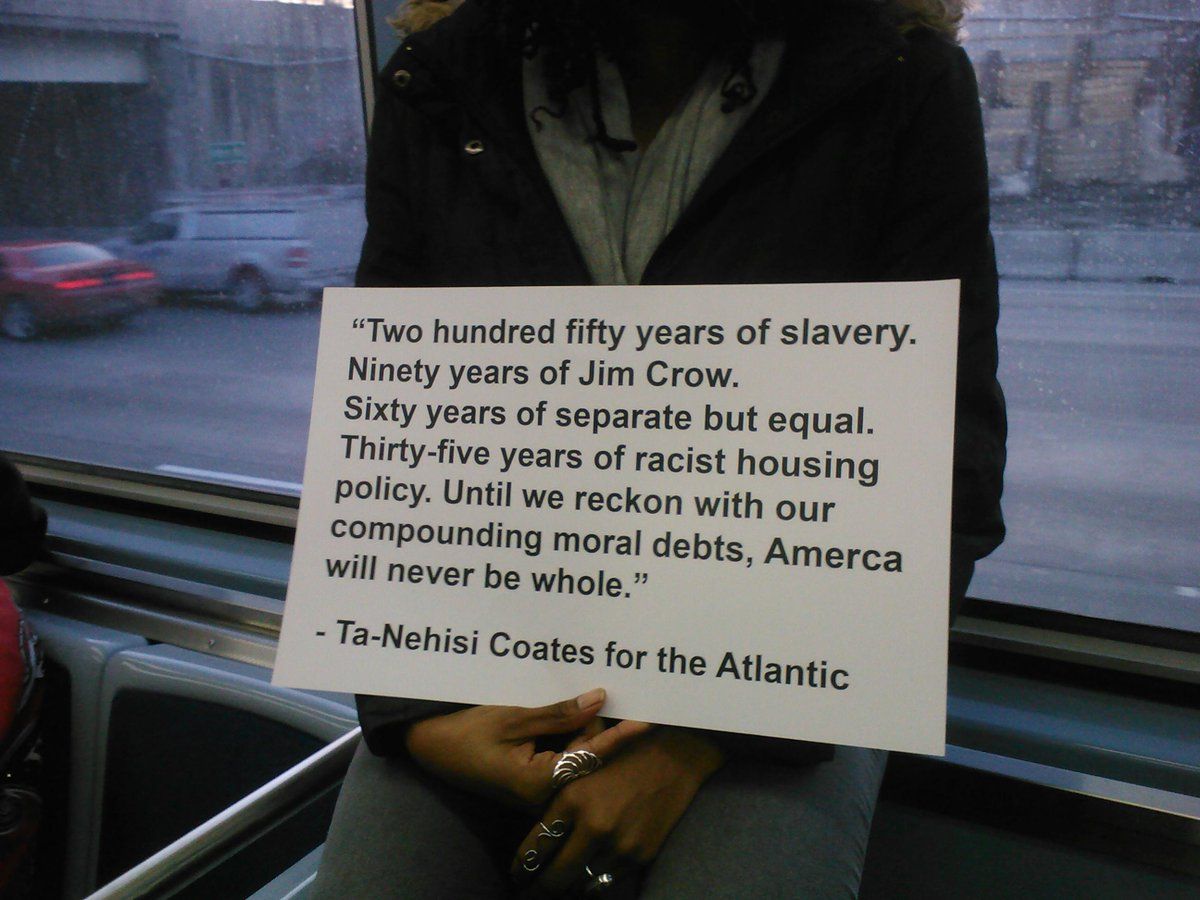 “Two hundred fifty years of slavery.
Ninety years of Jim Crow.
Sixty years of separate but equal.
Thirty-five years of racist housing
policy. Until we reckon with our
compounding moral debts, Amerca
will never be whole.”
- Ta-Nehisi Coates for the Atlantic